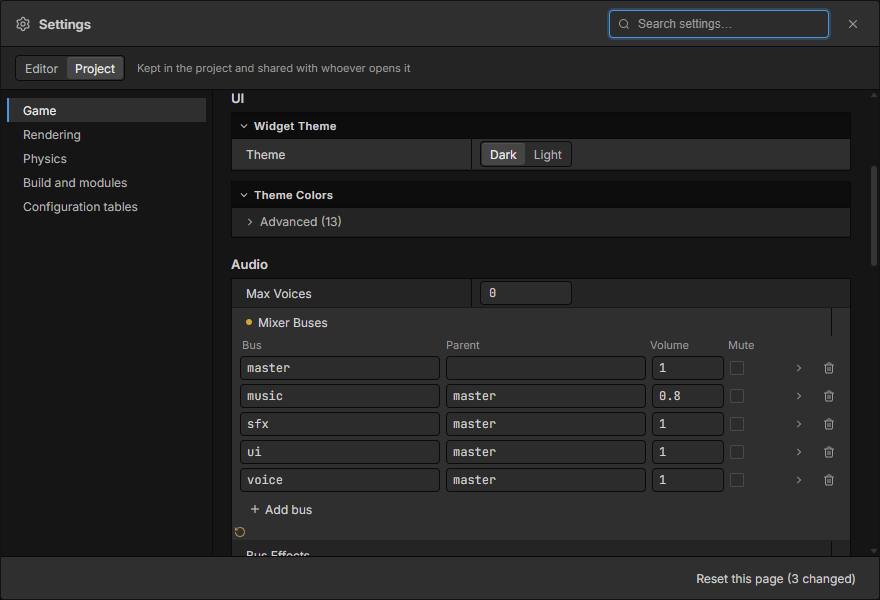 Settings
Search settings...
Editor Project Kept in the project and shared with whoever opens it
Game
Rendering
Physics
Build and modules
Configuration tables
UI
Widget Theme
Theme Dark Light
Theme Colors
Advanced (13)
Audio
Max Voices 0
Mixer Buses
Bus Parent Volume Mute
master 1
music master 0.8
sfx master 1
ui master 1
voice master 1
+ Add bus
Bus Effects
Reset this page (3 changed)